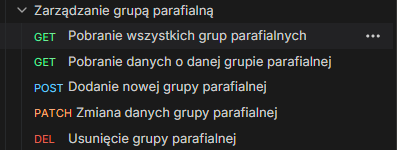 Zarządzanie grupą parafialną
GET Pobranie wszystkich grup parafialnych
GET Pobranie danych o danej grupie parafialnej
POST Dodanie nowej grupy parafialnej
PATCH Zmiana danych grupy parafialnej
DEL Usunięcie grupy parafialnej